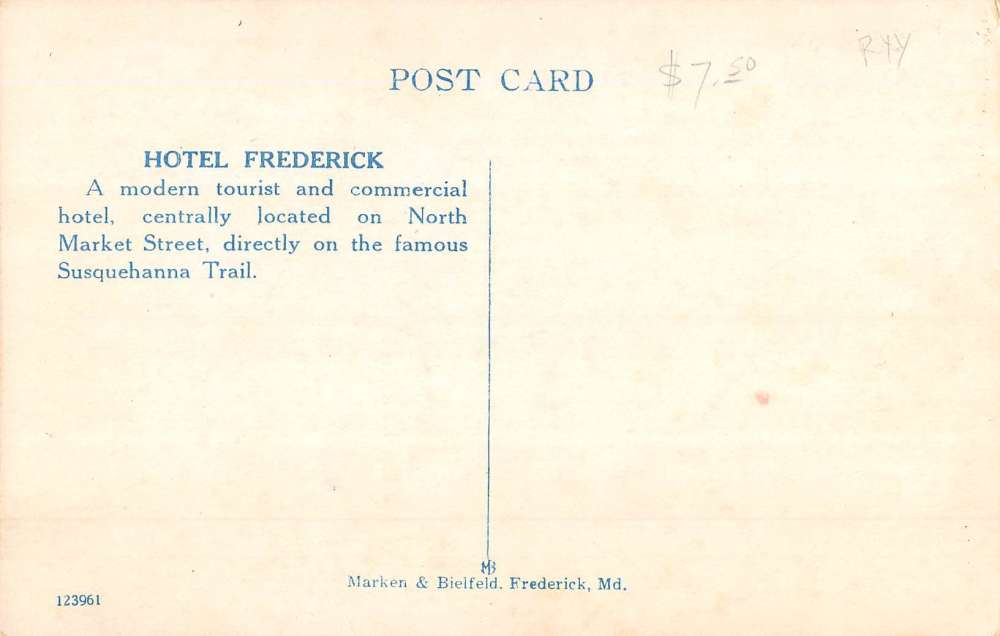 POST CARD
$7.50
HOTEL FREDERICK
A modern tourist and commercial
hotel, centrally located on North
Market Street, directly on the famous
Susquehanna Trail.
MB
Marken & Bielfeld. Frederick, Md.
123961